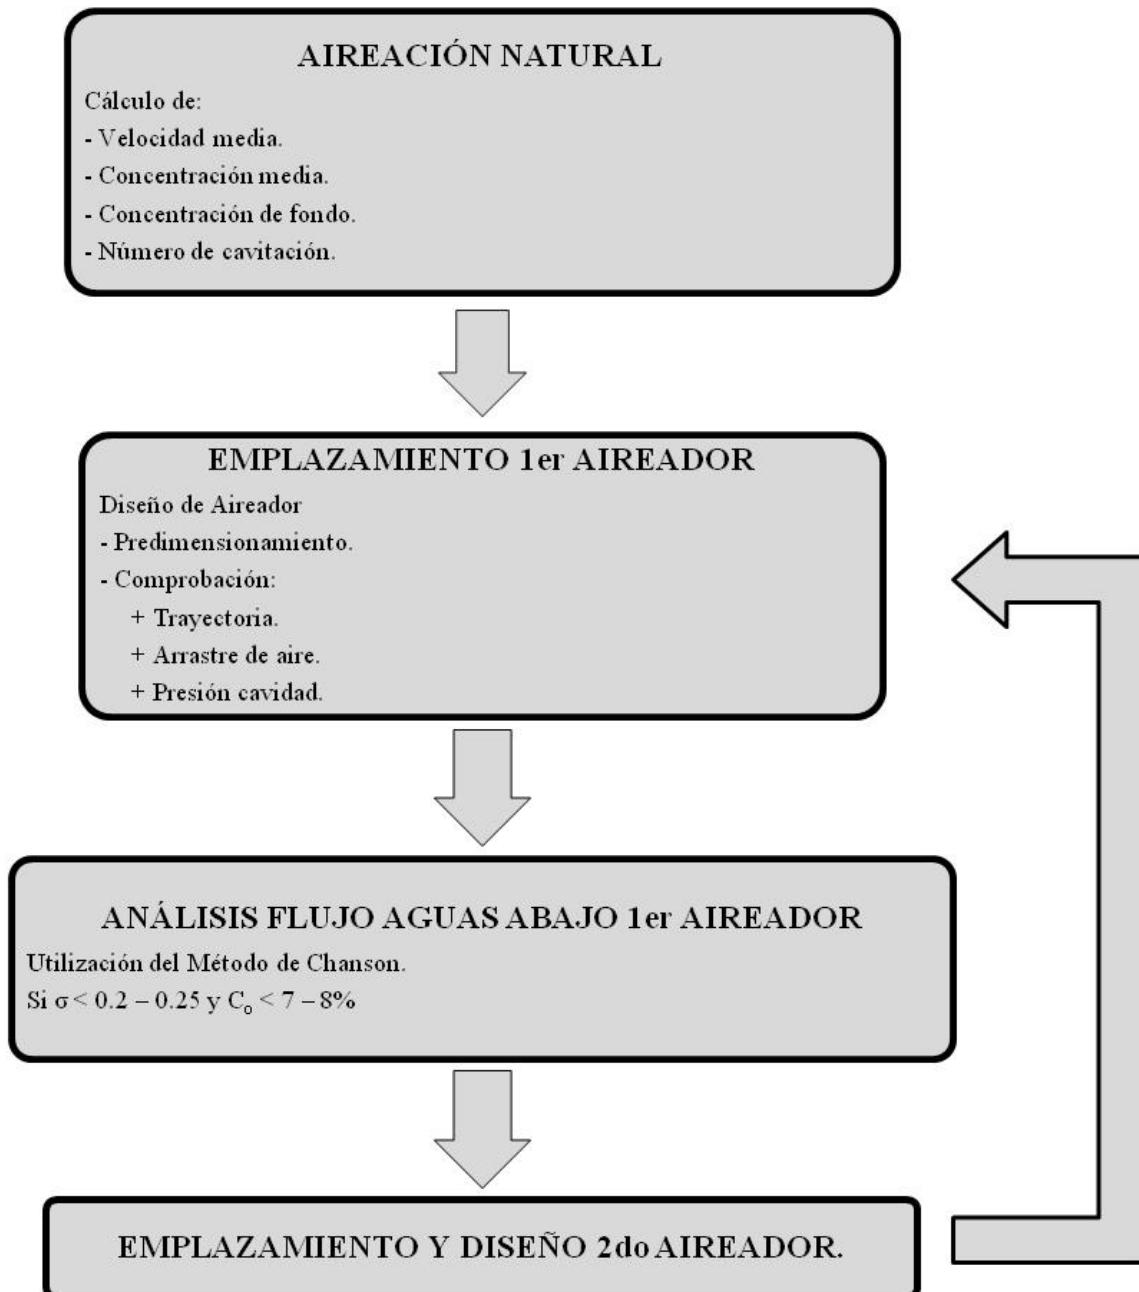 AIREACIÓN NATURAL
Cálculo de:
- Velocidad media.
- Concentración media.
- Concentración de fondo.
- Número de cavitación.
EMPLAZAMIENTO 1er AIREADOR
Diseño de Aireador
- Predimensionamiento.
- Comprobación:
+ Trayectoria.
+ Arrastre de aire.
+ Presión cavidad.
ANÁLISIS FLUJO AGUAS ABAJO 1er AIREADOR
Utilización del Método de Chanson.
Si σ < 0.2 – 0.25 y Co < 7 – 8%
EMPLAZAMIENTO Y DISEÑO 2do AIREADOR.